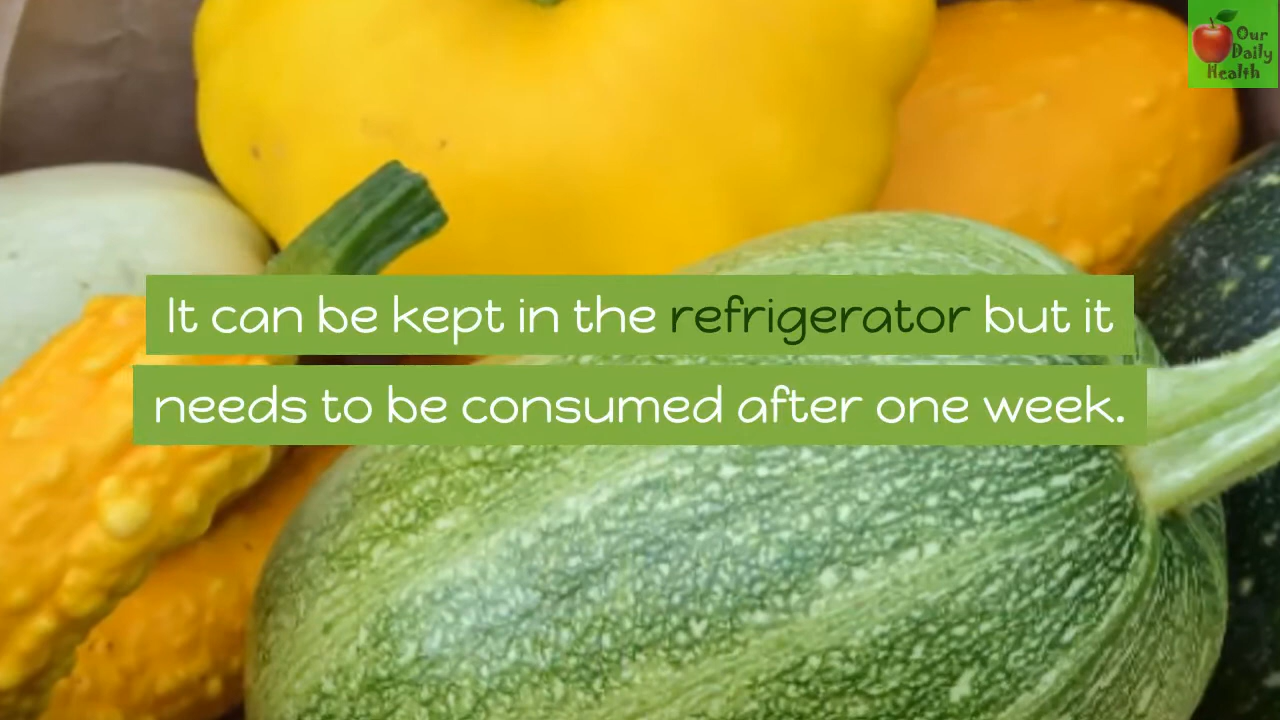 Our
Daily
Health
It can be kept in the refrigerator but it
needs to be consumed after one week.